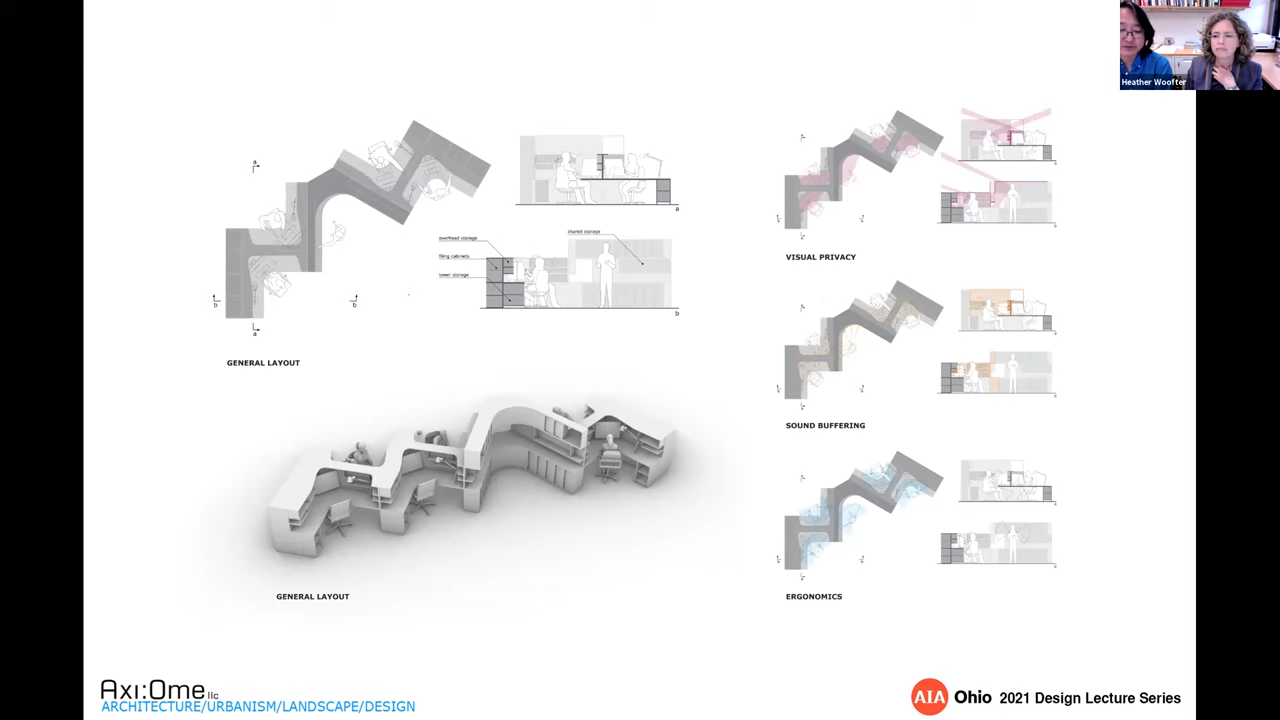 Heather Woofter
a
a
b
b
GENERAL LAYOUT
a
overhead storage
filing cabinets
lower storage
shared storage
b
GENERAL LAYOUT
VISUAL PRIVACY
SOUND BUFFERING
ERGONOMICS
Axi:Ome llc
ARCHITECTURE/URBANISM/LANDSCAPE/DESIGN
AIA Ohio 2021 Design Lecture Series